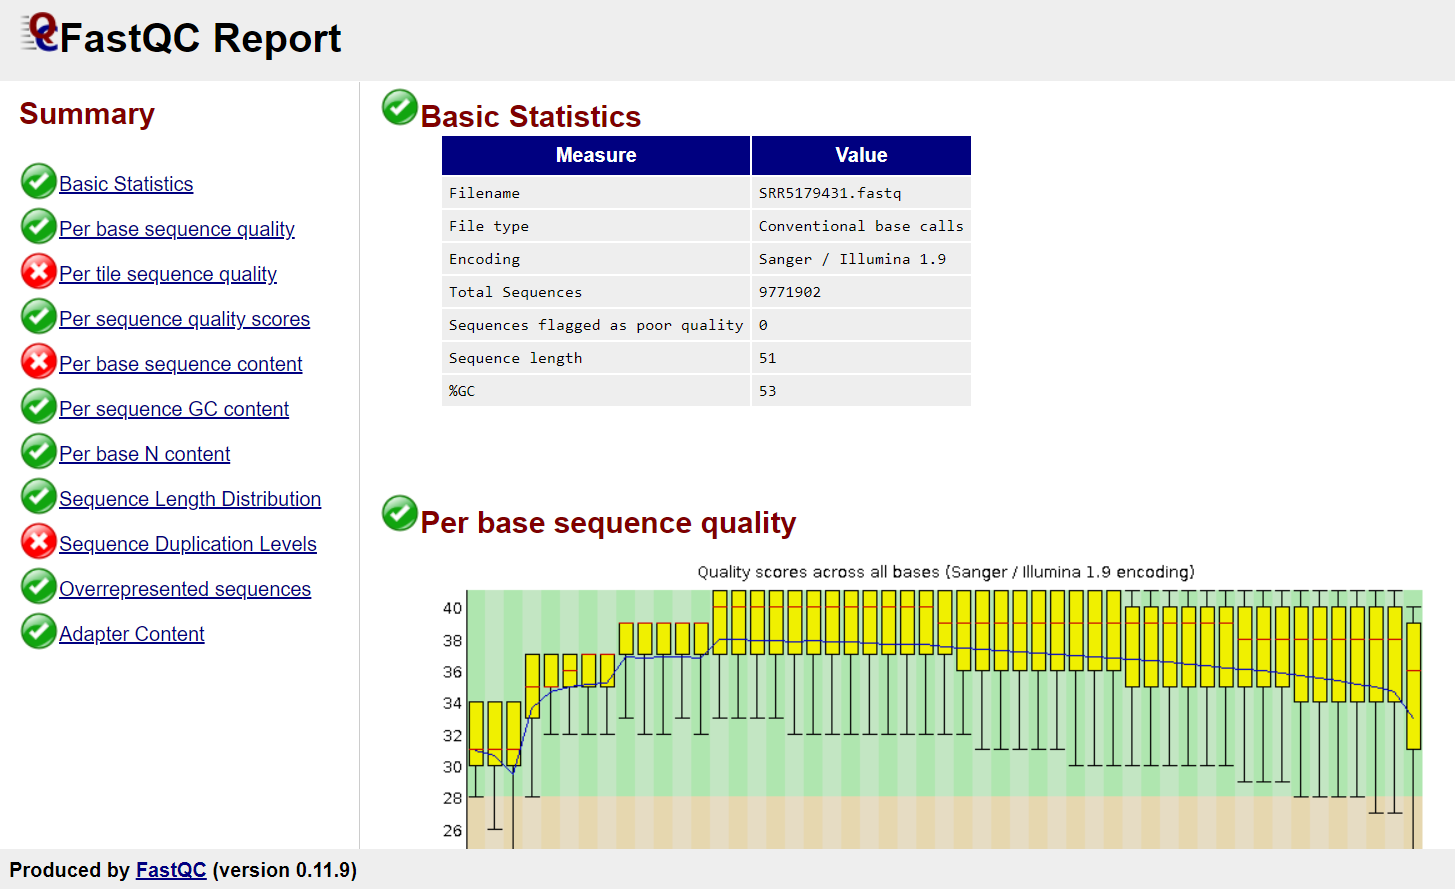 FastQC Report
Summary
Basic Statistics
Per base sequence quality
Per tile sequence quality
Per sequence quality scores
Per base sequence content
Per sequence GC content
Per base N content
Sequence Length Distribution
Sequence Duplication Levels
Overrepresented sequences
Adapter Content
Basic Statistics
Measure Value
Filename SRR5179431.fastq
File type Conventional base calls
Encoding Sanger / Illumina 1.9
Total Sequences 9771902
Sequences flagged as poor quality 0
Sequence length 51
%GC 53
Per base sequence quality
Quality scores across all bases (Sanger / Illumina 1.9 encoding)
40
38
36
34
32
30
28
26
Produced by FastQC (version 0.11.9)